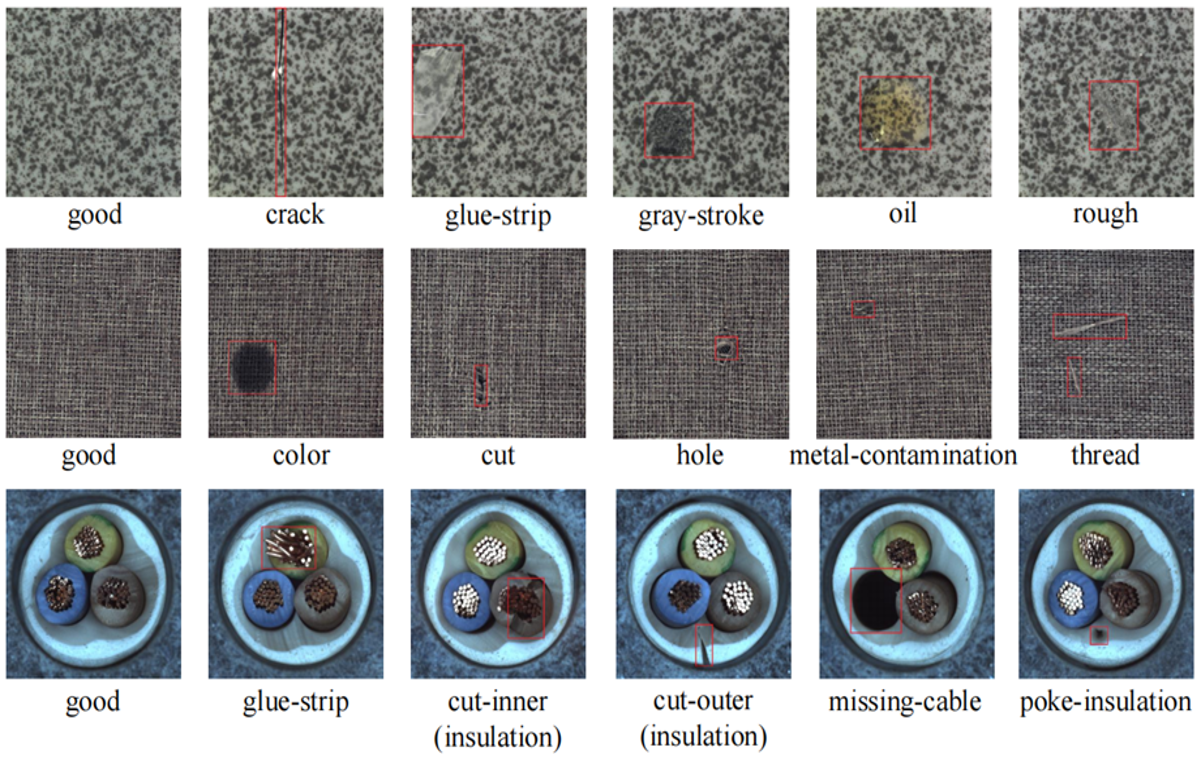 good crack glue-strip gray-stroke oil rough
good color cut hole metal-contamination thread
good glue-strip cut-inner cut-outer missing-cable poke-insulation
(insulation) (insulation)